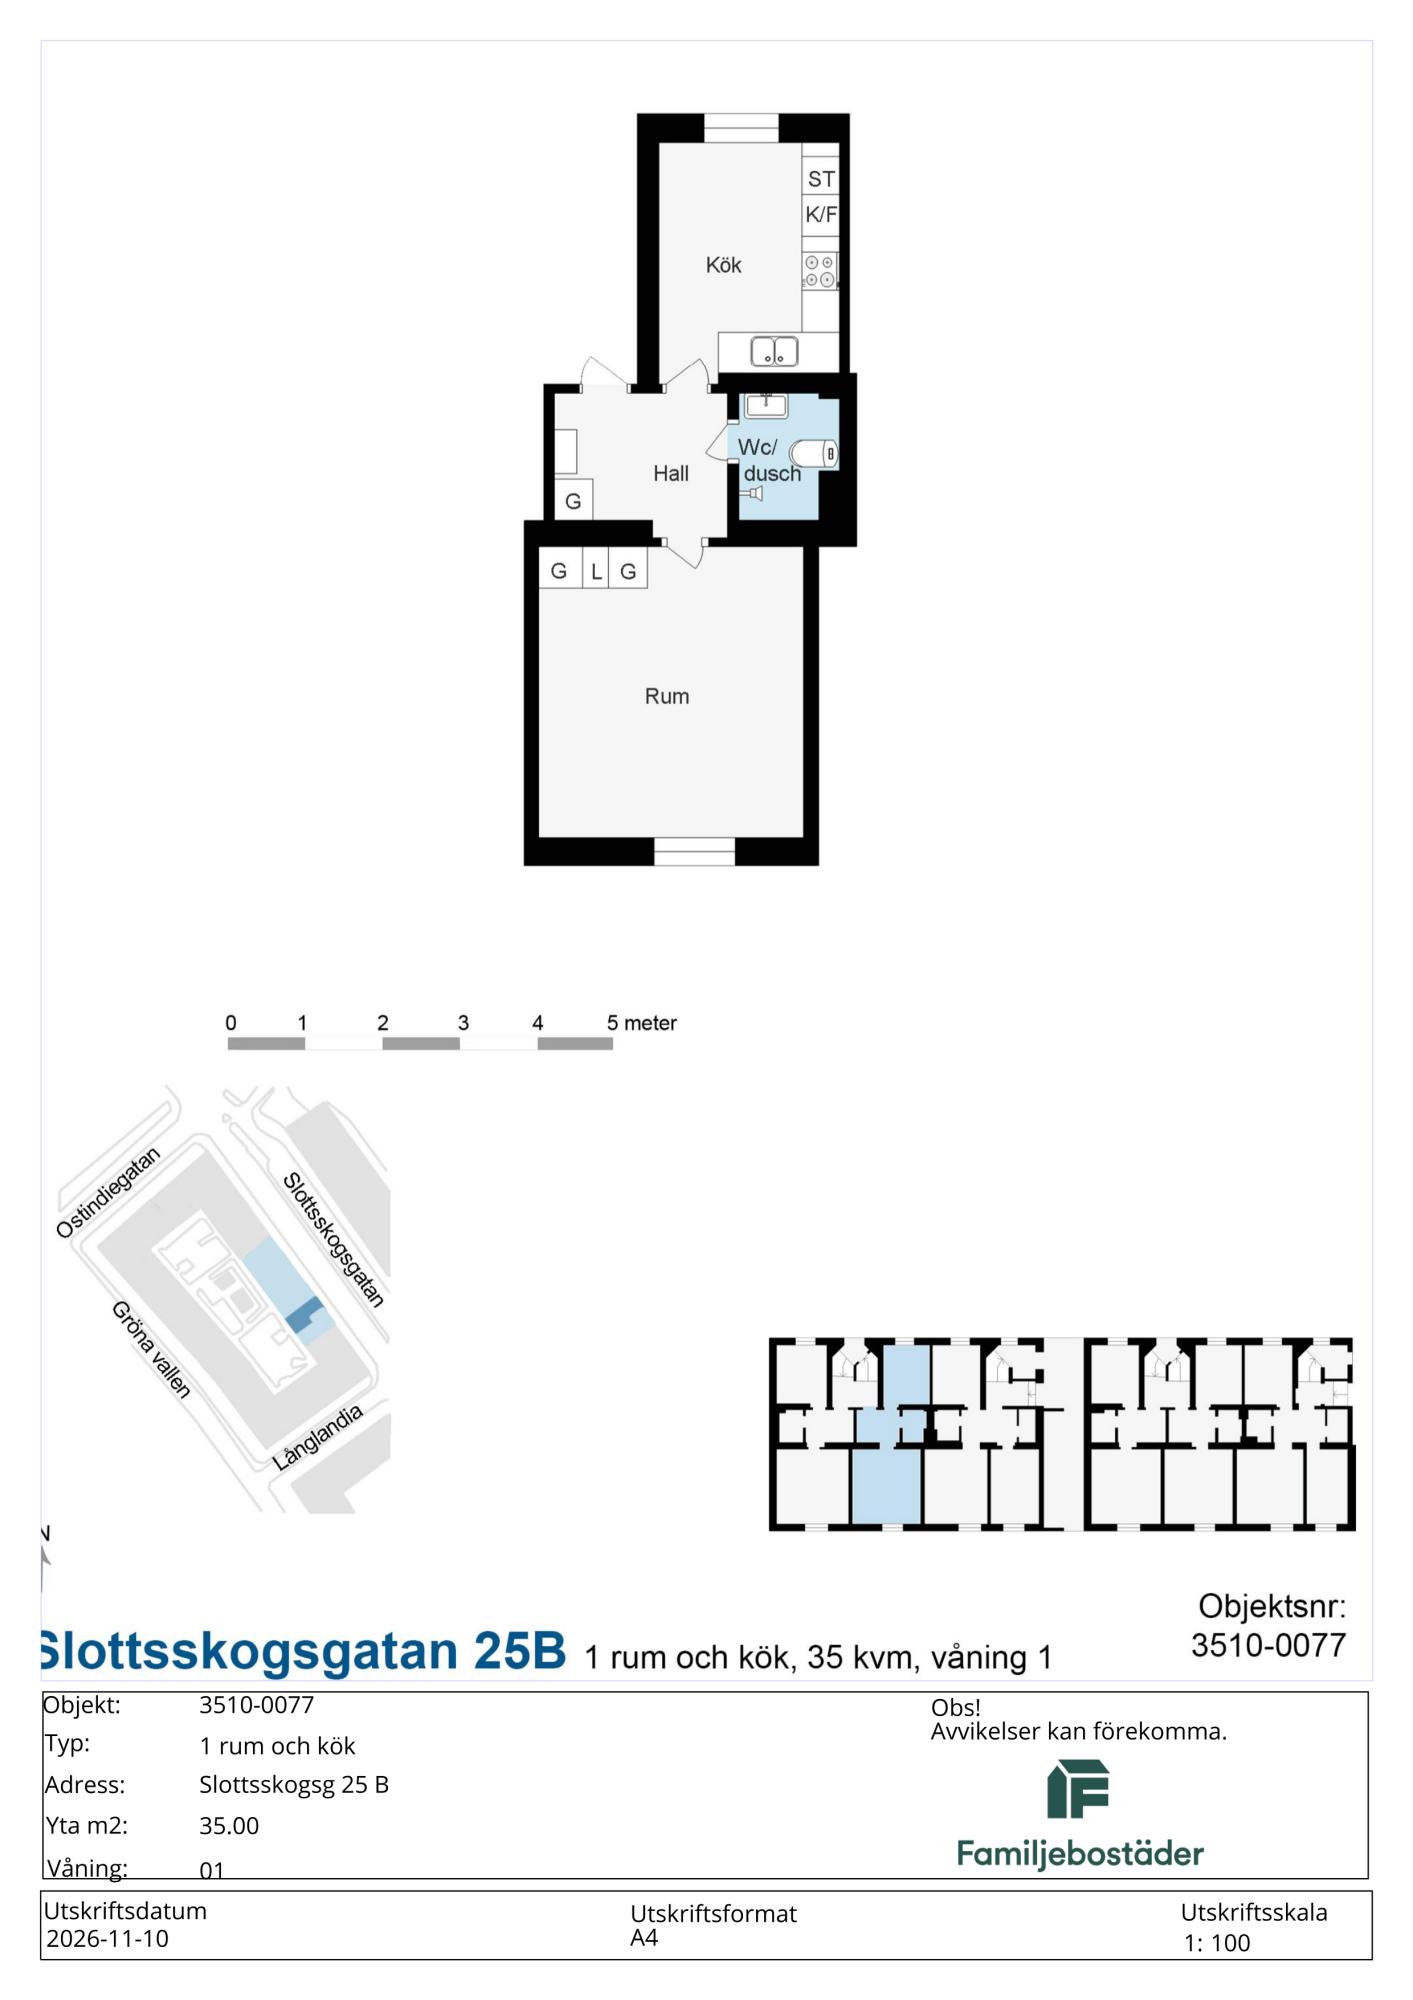 ST
K/F
Kök
Wc/
dusch
Hall
G
G L G
Rum
0 1 2 3 4 5 meter
Ostindiegatan
Slottsskogsgatan
Gröna vallen
Långlandia
N
Slottsskogsgatan 25B 1 rum och kök, 35 kvm, våning 1
Objektsnr:
3510-0077
Objekt: 3510-0077
Typ: 1 rum och kök
Adress: Slottsskogsg 25 B
Yta m2: 35.00
Våning: 01
Obs!
Avvikelser kan förekomma.
Familjebostäder
Utskriftsdatum
2026-11-10
Utskriftsformat
A4
Utskriftsskala
1: 100